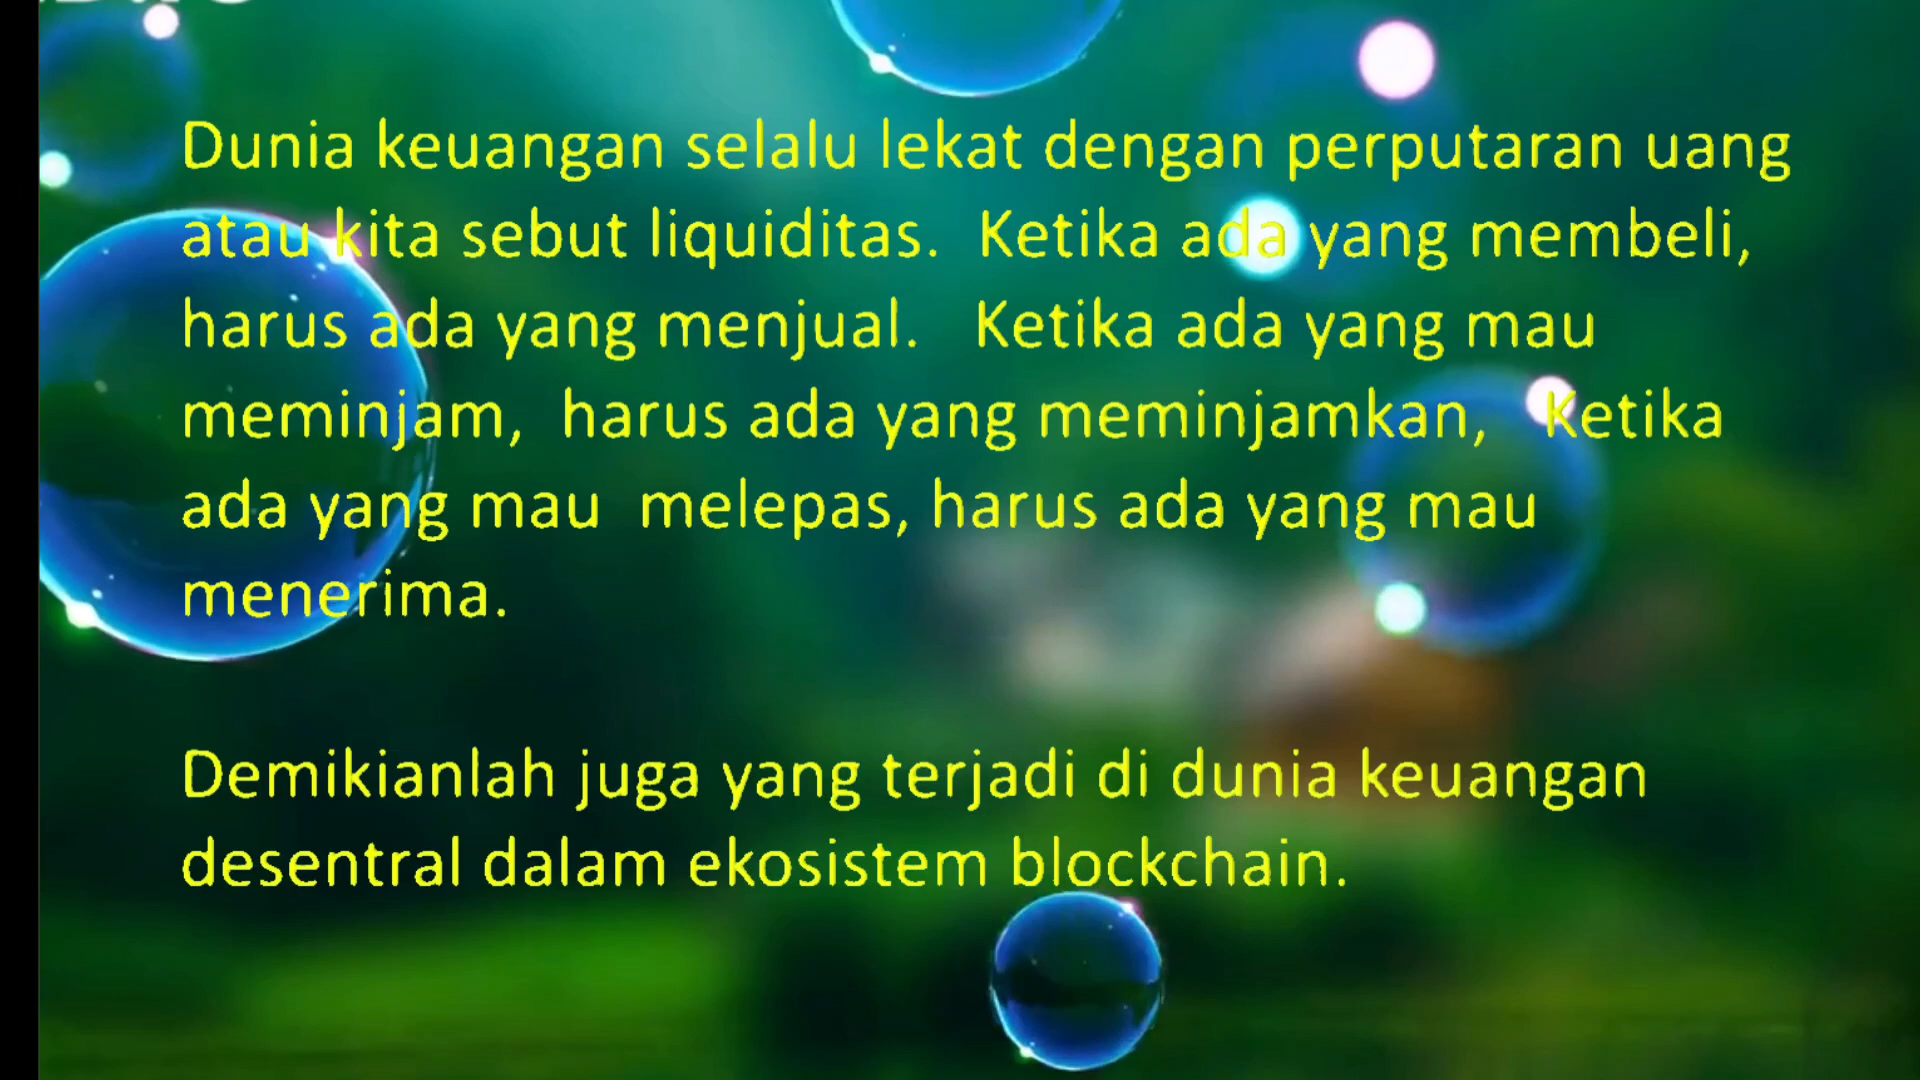 Dunia keuangan selalu lekat dengan perputaran uang
atau kita sebut liquiditas. Ketika ada yang membeli,
harus ada yang menjual. Ketika ada yang mau
meminjam, harus ada yang meminjamkan, Ketika
ada yang mau melepas, harus ada yang mau
menerima.
Demikianlah juga yang terjadi di dunia keuangan
desentral dalam ekosistem blockchain.